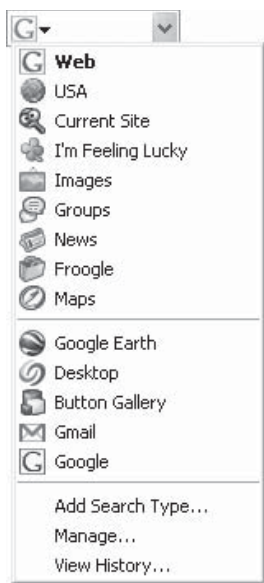 G
G Web
USA
Current Site
I'm Feeling Lucky
Images
Groups
News
Froogle
Maps
Google Earth
Desktop
Button Gallery
Gmail
G Google
Add Search Type...
Manage...
View History...